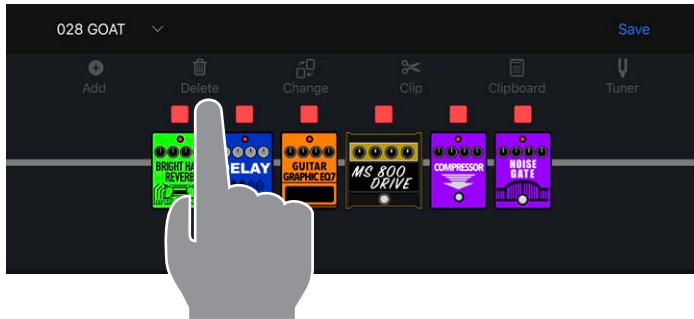 028 GOAT
Save
Add
Delete
Change
Clip
Clipboard
Tuner
BRIGHT HA
REVERB
ELAY
GUITAR
GRAPHIC EQ7
MS 800
DRIVE
COMPRESSOR
NOISE
GATE